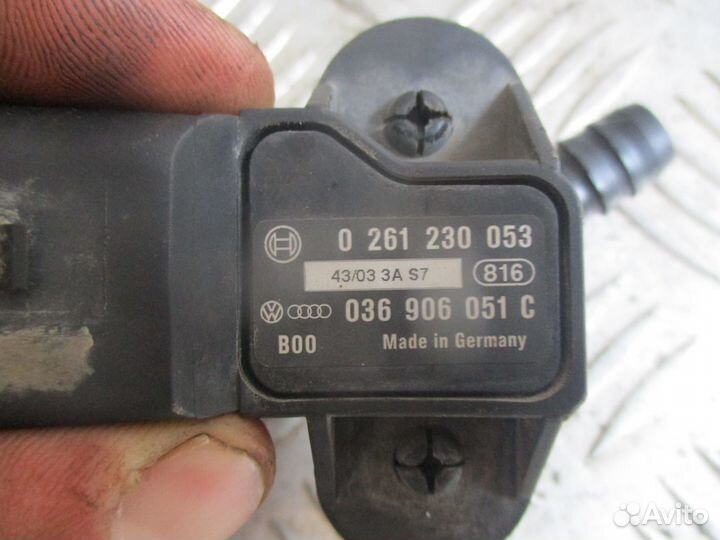 0 261 230 053
43/03 3A S7
816
036 906 051 C
B00
Made in Germany
Avito